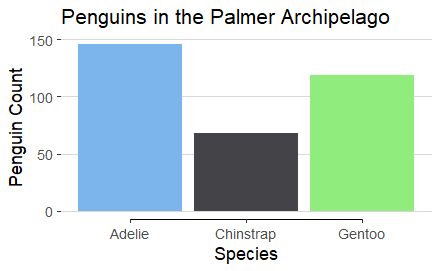 Penguins in the Palmer Archipelago
Penguin Count
150
100
50
0
Adelie Chinstrap Gentoo
Species